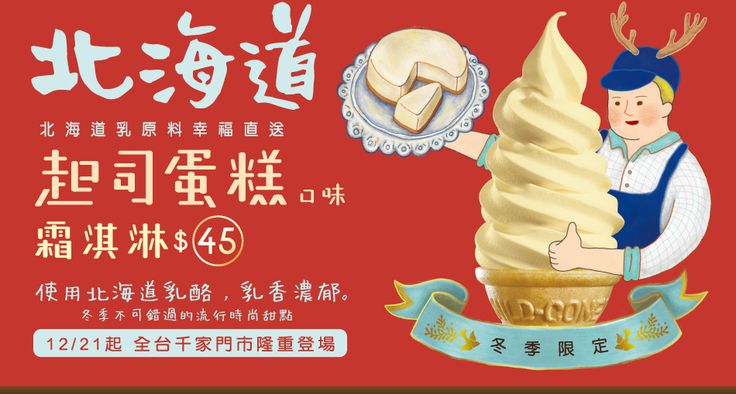 北海道
北海道乳原料幸福直送
起司蛋糕口味
霜淇淋$45
使用北海道乳酪，乳香濃郁。
冬季不可錯過的流行時尚甜點
12/21起 全台千家門市隆重登場
LD-CONE
冬季限定